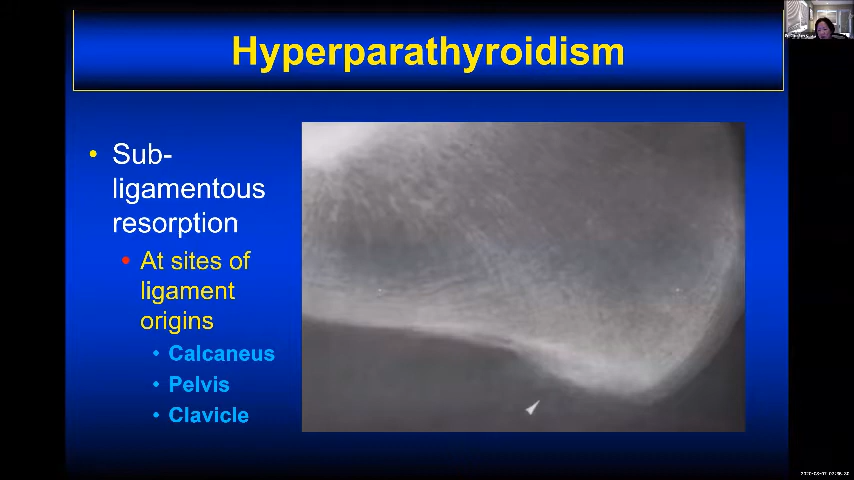 Hyperparathyroidism
• Sub-
ligamentous
resorption
• At sites of
ligament
origins
• Calcaneus
• Pelvis
• Clavicle